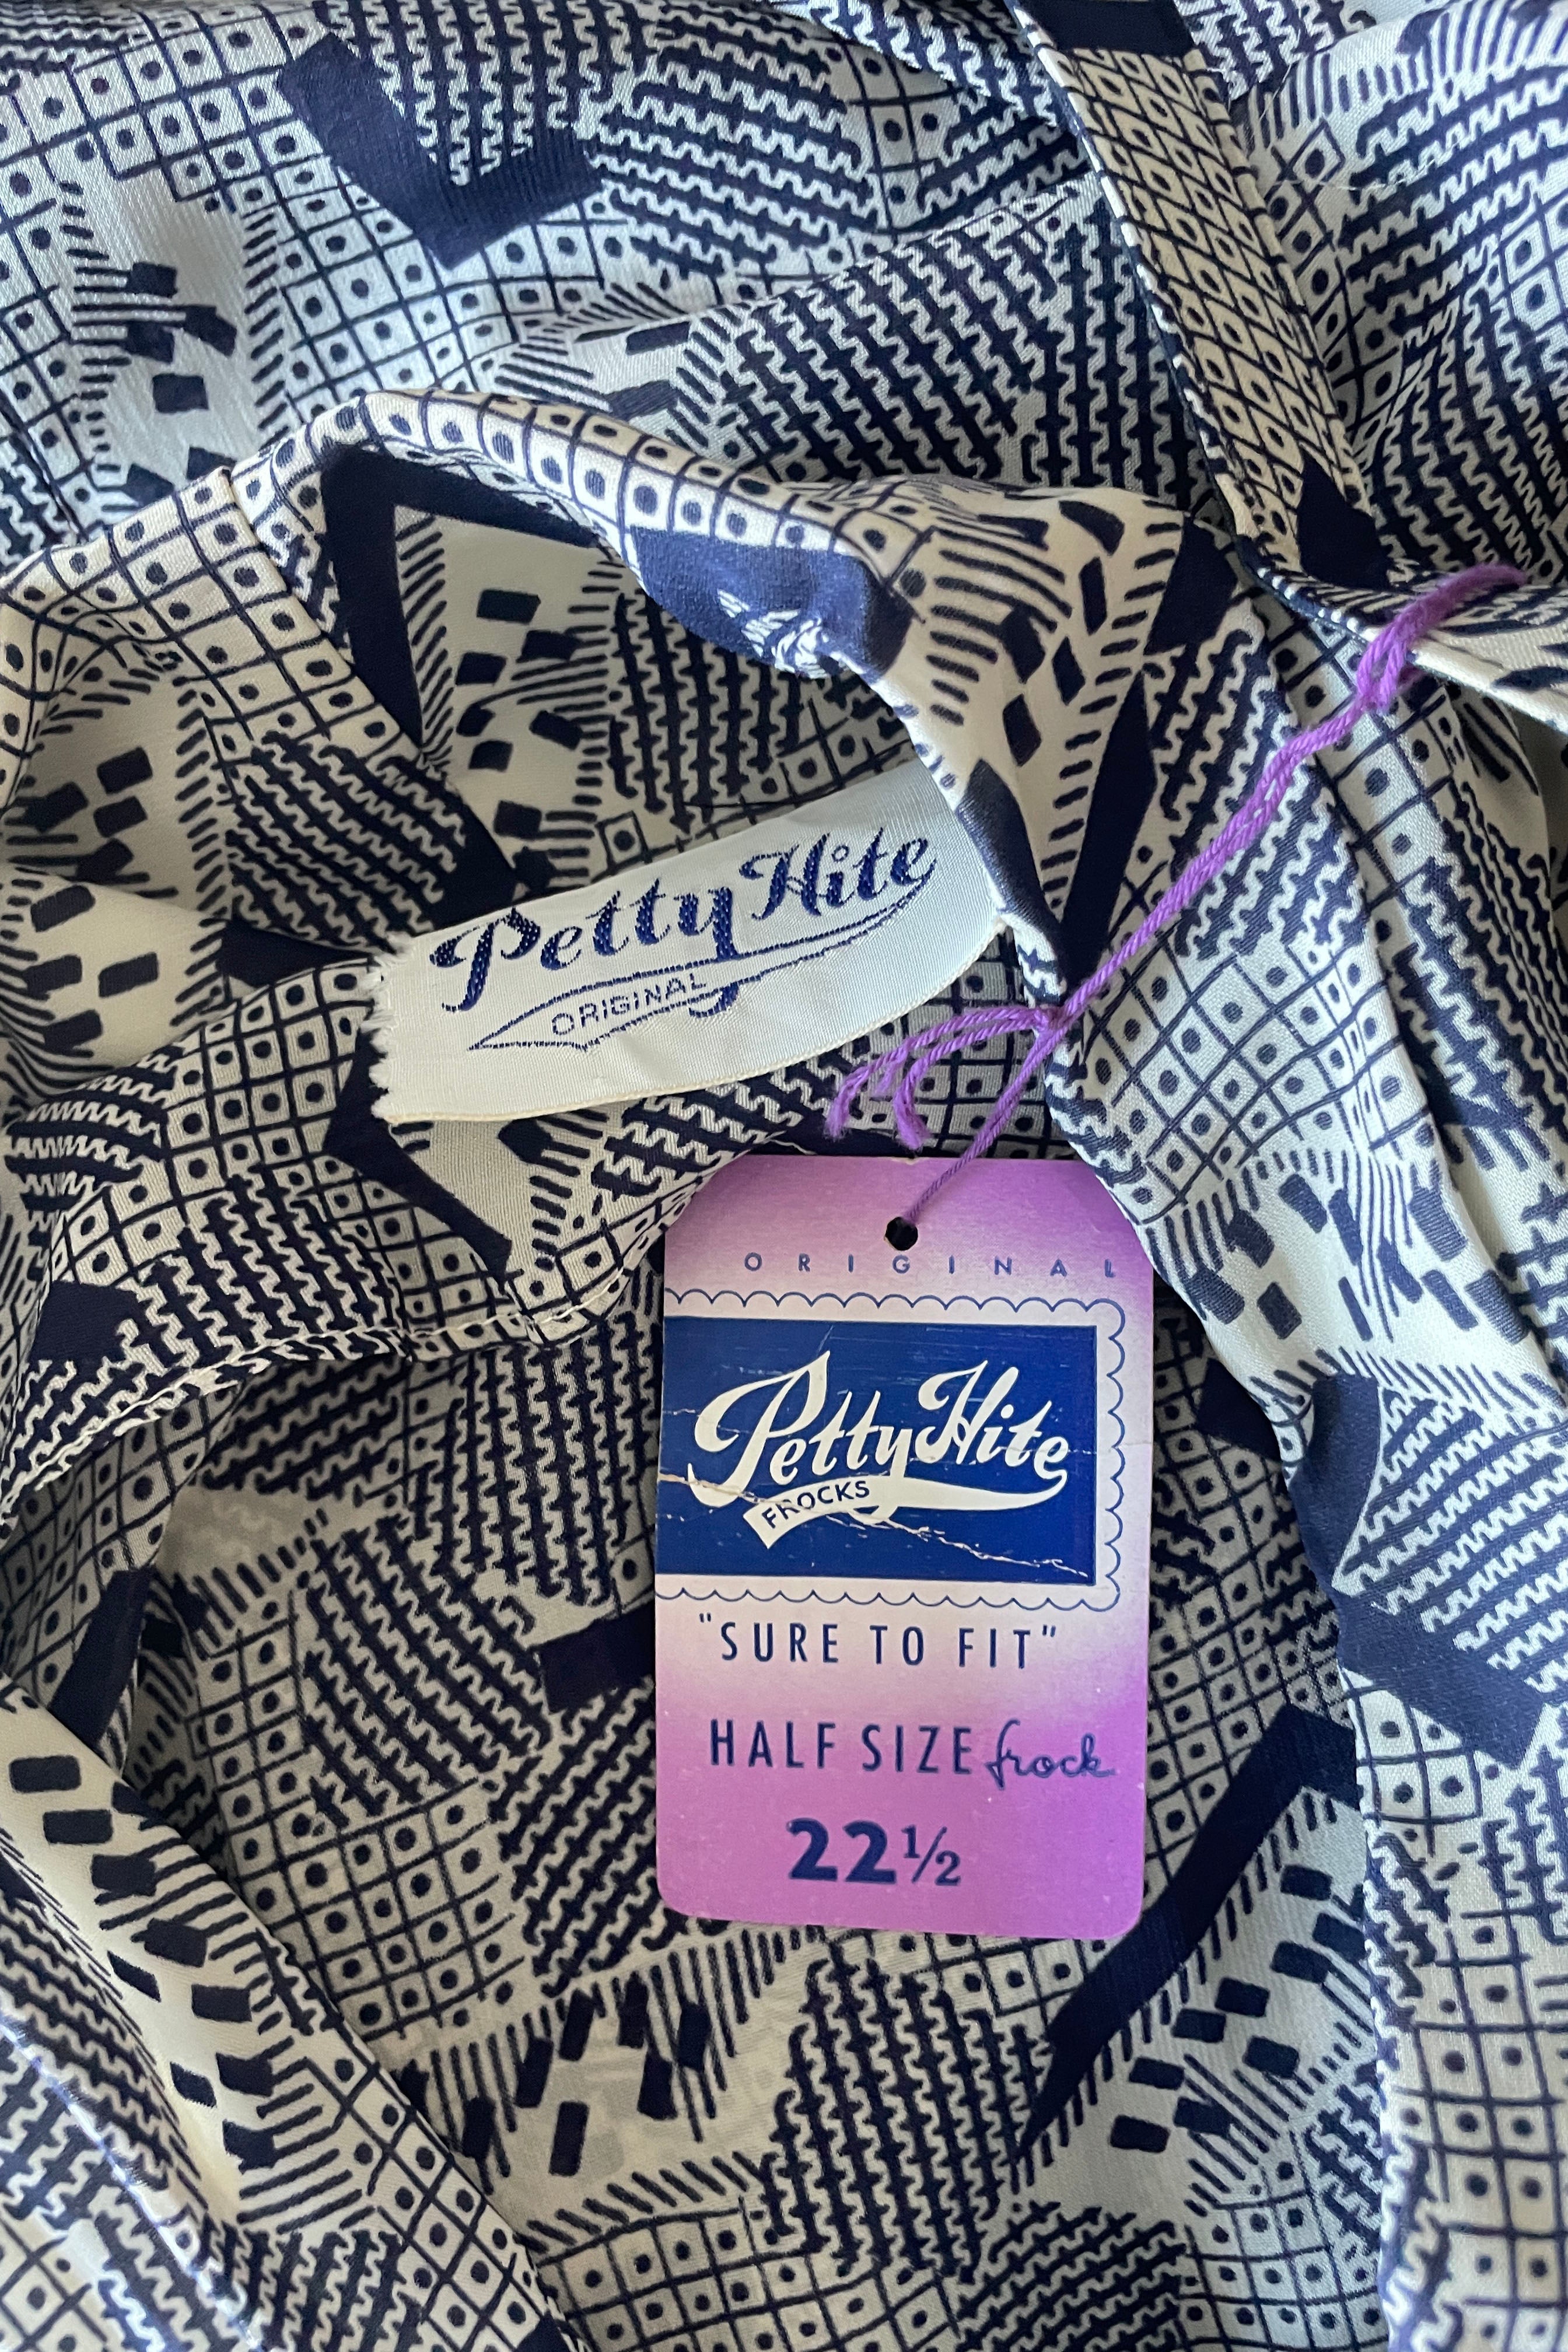 Petty Hite
ORIGINAL
ORIGINAL
Petty Hite
FROCKS
"SURE TO FIT"
HALF SIZE frock
22½